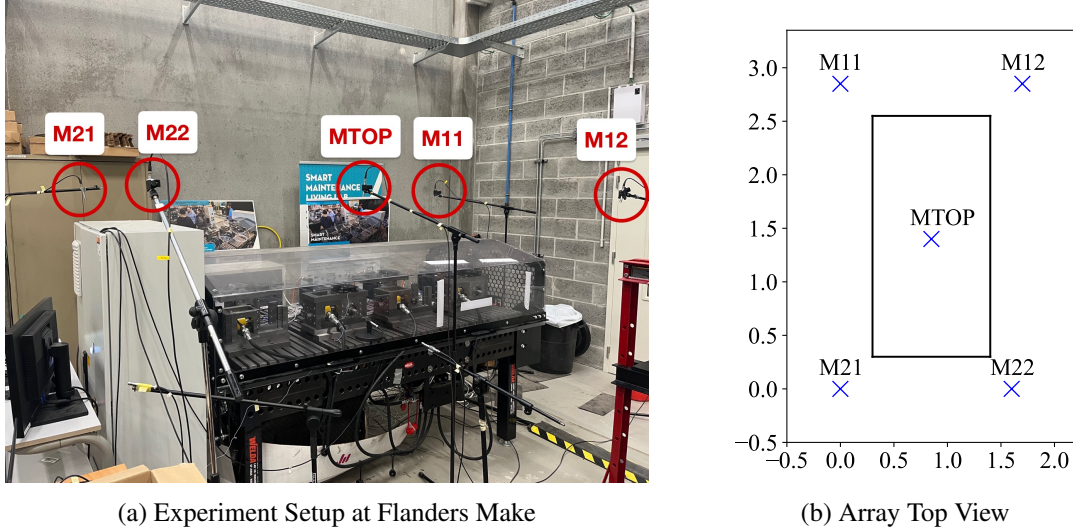 M21
M22
MTOP
M11
M12
SMART
MAINTENANCE
LIVING
SMART
MAINTENANCE
(a) Experiment Setup at Flanders Make
M11
M12
MTOP
M21
M22
3.0
2.5
2.0
1.5
1.0
0.5
0.0
−0.5
−0.5
0.0
0.5
1.0
1.5
2.0
(b) Array Top View